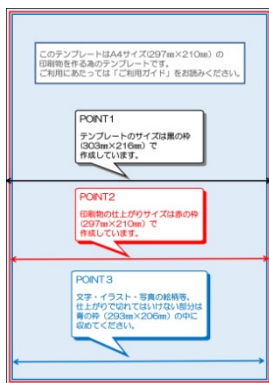 このテンプレートはA4サイズ(297mm×210mm)の
印刷物を作る為のテンプレートです。
ご利用にあたっては「ご利用ガイド」をお読みください。
POINT1
テンプレートのサイズは黒の枠
(303mm×216mm)で
作成しています。
POINT2
印刷物の仕上がりサイズは赤の枠
(297mm×210mm)で
作成しています。
POINT3
文字・イラスト・写真の絵柄等、
仕上がりで切れてはいけない部分は
青の枠(293mm×206mm)の中に
収めてください。